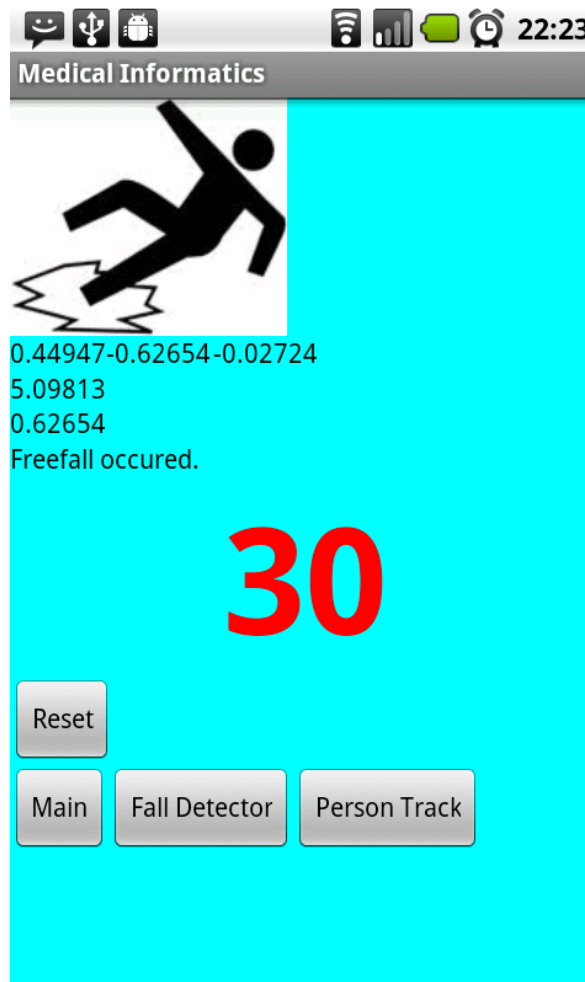 22:23
Medical Informatics
0.44947-0.62654-0.02724
5.09813
0.62654
Freefall occured.
30
Reset
Main Fall Detector Person Track